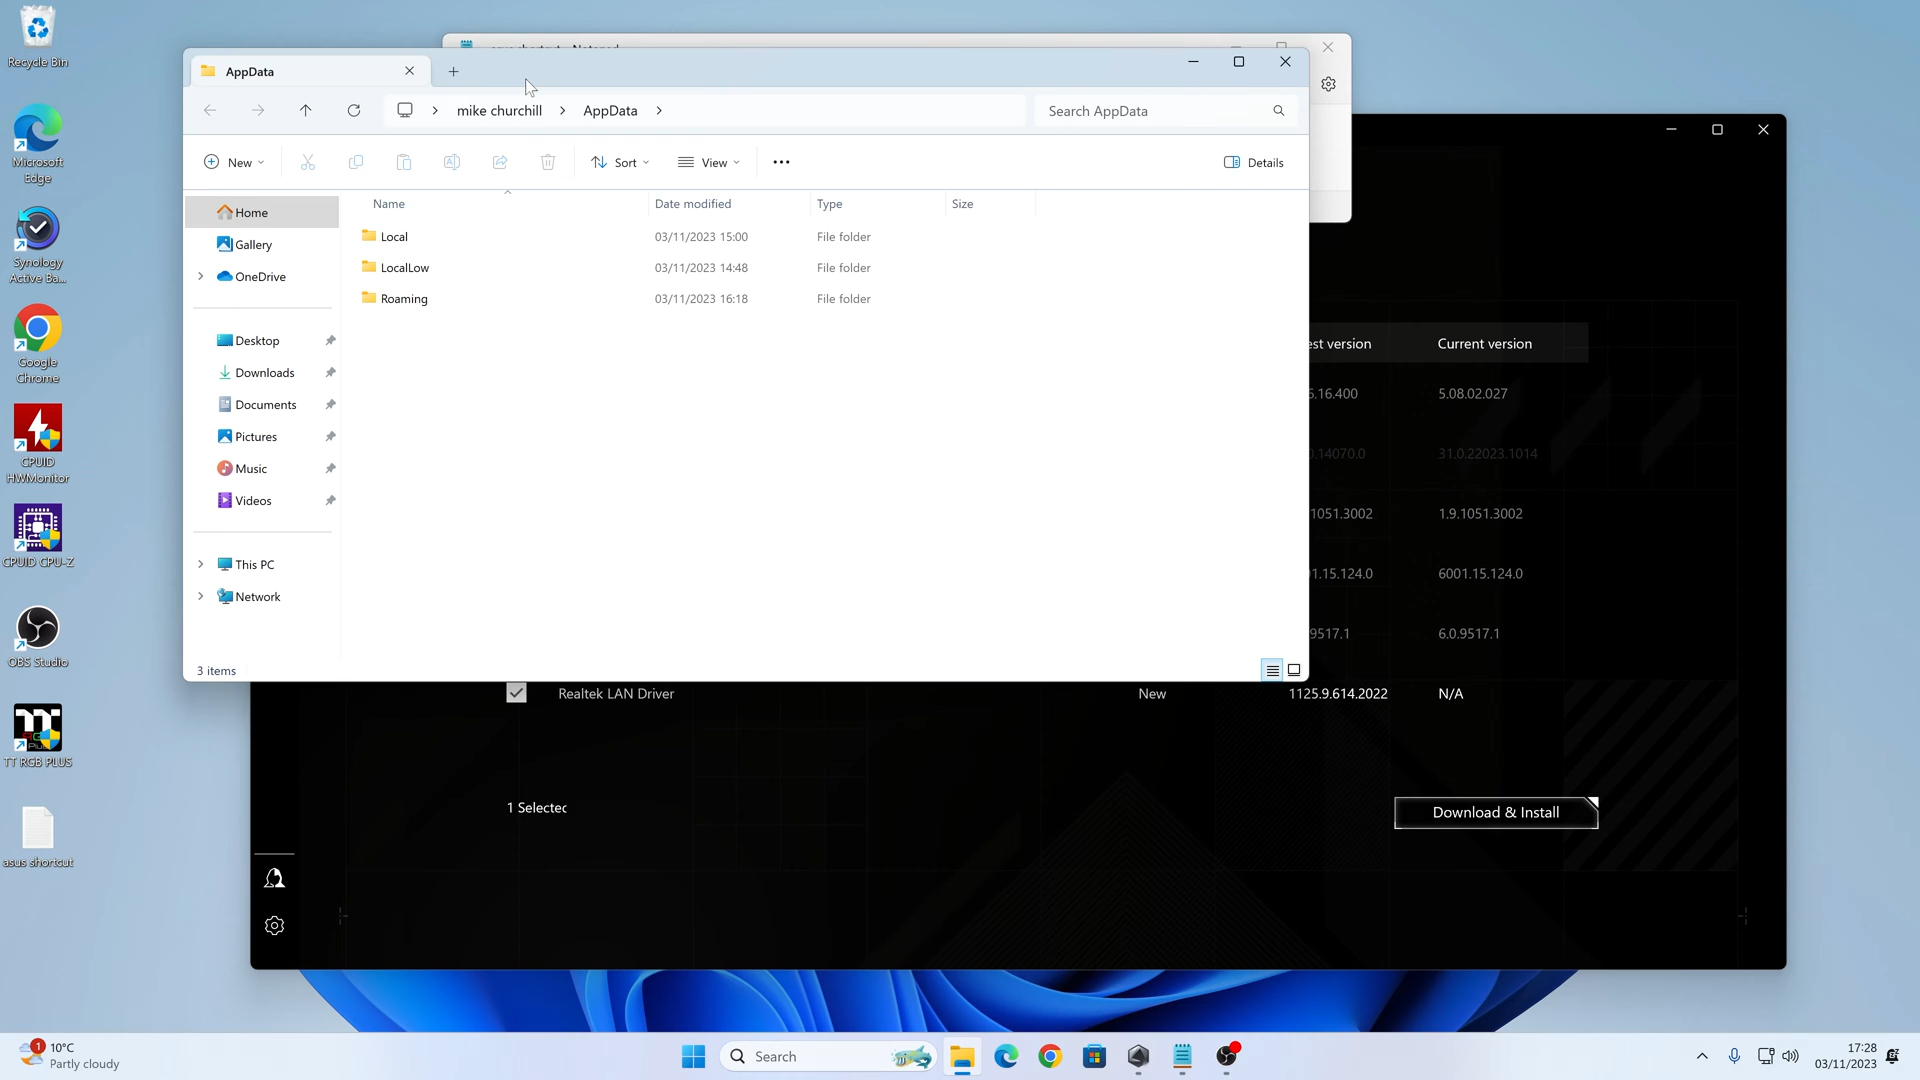 Recycle Bin
Microsoft
Edge
Synology
Active Ba...
Google
Chrome
CPUID
HWMonitor
CPUID CPU-Z
OBS Studio
TT RGB PLUS
asus shortcut
AppData
mike churchill
AppData
Search AppData
New
Sort
View
Details
Name
Date modified
Type
Size
Home
Gallery
OneDrive
Desktop
Downloads
Documents
Pictures
Music
Videos
This PC
Network
Local 03/11/2023 15:00 File folder
LocalLow 03/11/2023 14:48 File folder
Roaming 03/11/2023 16:18 File folder
3 items
est version Current version
.16.400 5.08.02.027
.14070.0 31.0.22023.1014
1051.3002 1.9.1051.3002
1.15.124.0 6001.15.124.0
9517.1 6.0.9517.1
Realtek LAN Driver New 1125.9.614.2022 N/A
1 Selectec
Download & Install
1
10°C
Partly cloudy
Search
17:28
03/11/2023